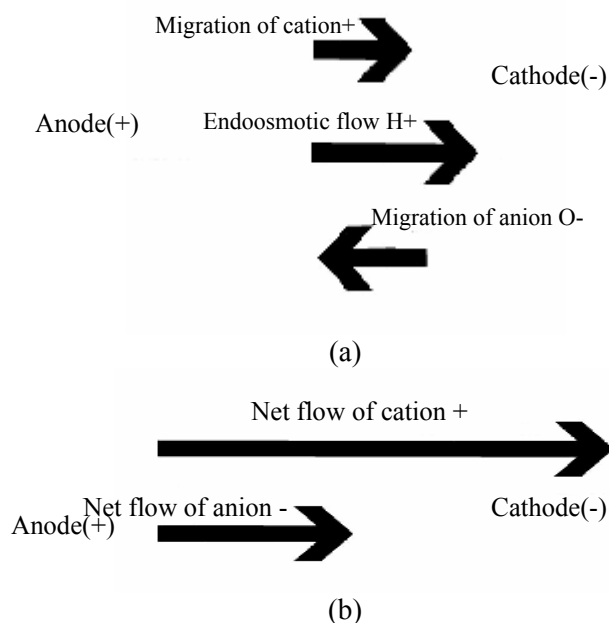 Migration of cation+
Cathode(-)
Anode(+)
Endoosmotic flow H+
Migration of anion O-
(a)
Net flow of cation +
Net flow of anion -
Cathode(-)
Anode(+)
(b)